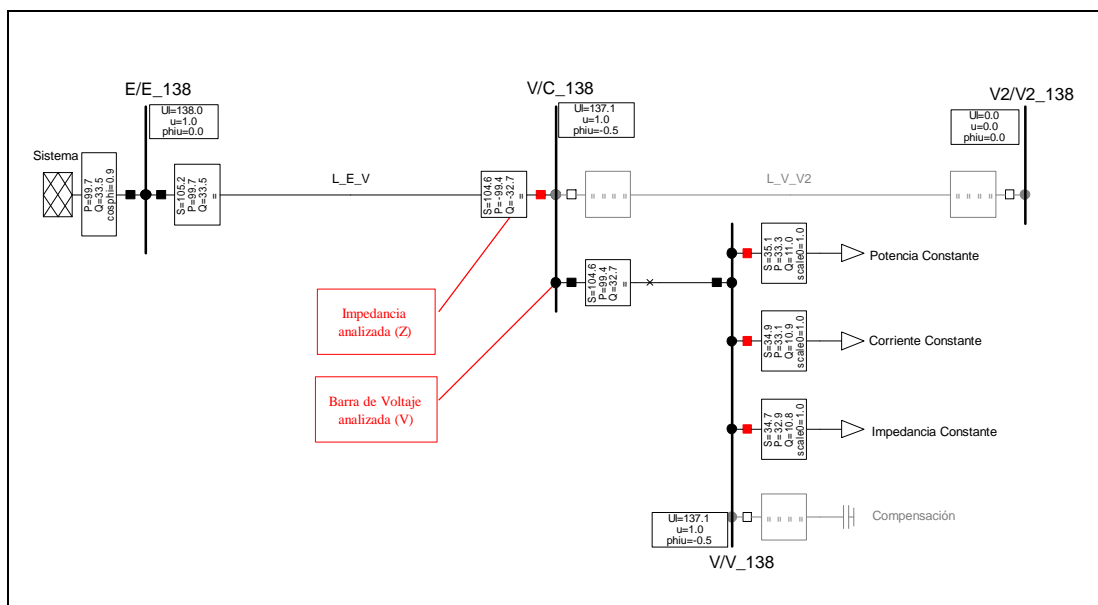 E/E_138
Ul=138.0
u=1.0
phiu=0.0
V/C_138
Ul=137.1
u=1.0
phiu=-0.5
V2/V2_138
Ul=0.0
u=0.0
phiu=0.0
Sistema
P=99.7
Q=33.5
cosphi=0.9
S=105.2
P=99.7
Q=33.5
=
L_E_V
S=104.6
P=-99.4
Q=-32.7
=
= = = =
L_V_V2
= = = =
S=104.6
P=99.4
Q=32.7
=
S=35.1
P=33.3
Q=11.0
scale0=1.0
Potencia Constante
Impedancia
analizada (Z)
S=34.9
P=33.1
Q=10.9
scale0=1.0
Corriente Constante
Barra de Voltaje
analizada (V)
S=34.7
P=32.9
Q=10.8
scale0=1.0
Impedancia Constante
Ul=137.1
u=1.0
phiu=-0.5
= = = =
Compensación
V/V_138